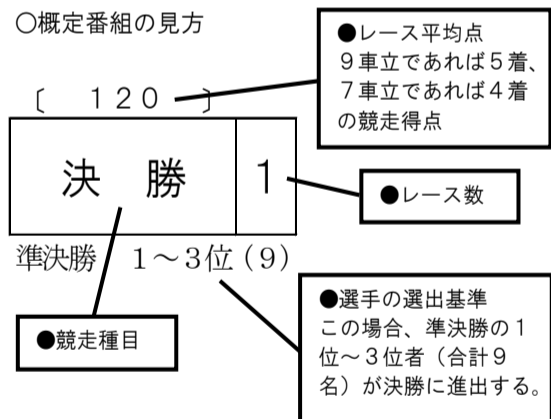 ○概定番組の見方
●レース平均点
9車立であれば5着、
7車立であれば4着
の競走得点
〔 120 〕
決 勝 1
●レース数
準決勝 1～3位(9)
●選手の選出基準
この場合、準決勝の1
位～3位者（合計9
名）が決勝に進出する。
●競走種目